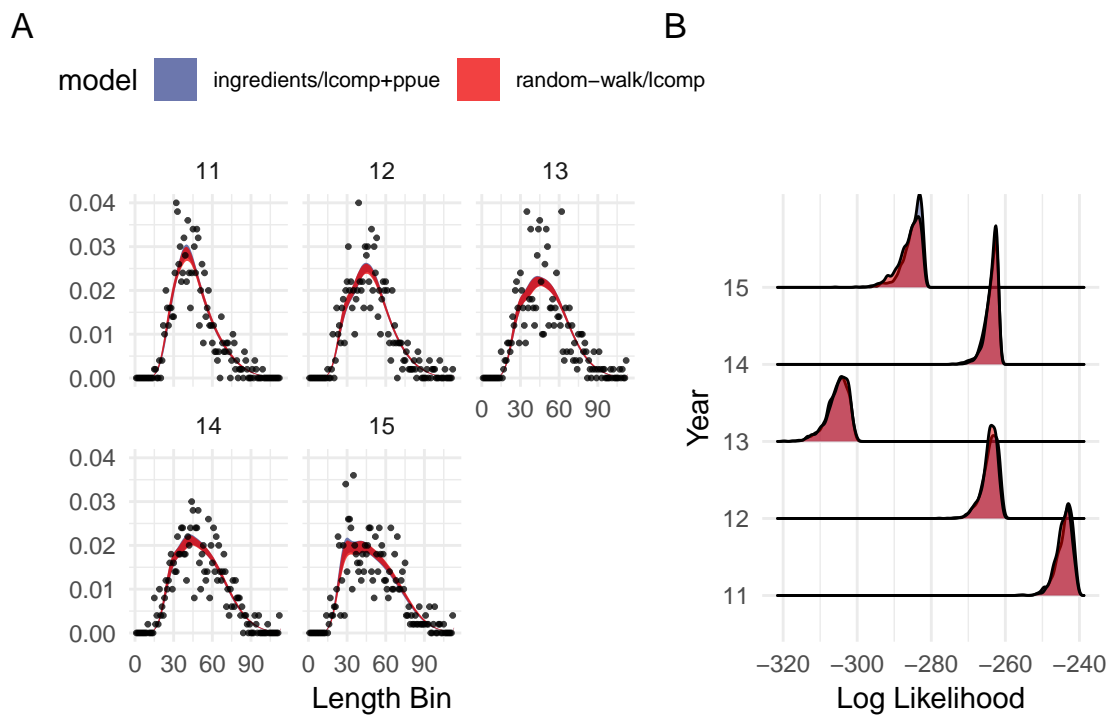 A B
model ingredients/lcomp+ppue random−walk/lcomp
11 12 13
0.04
0.03
0.02
0.01
0.00
0 30 60 90
14 15
0.04
0.03
0.02
0.01
0.00
0 30 60 90 0 30 60 90
Length Bin
Year
15
14
13
12
11
−320 −300 −280 −260 −240
Log Likelihood